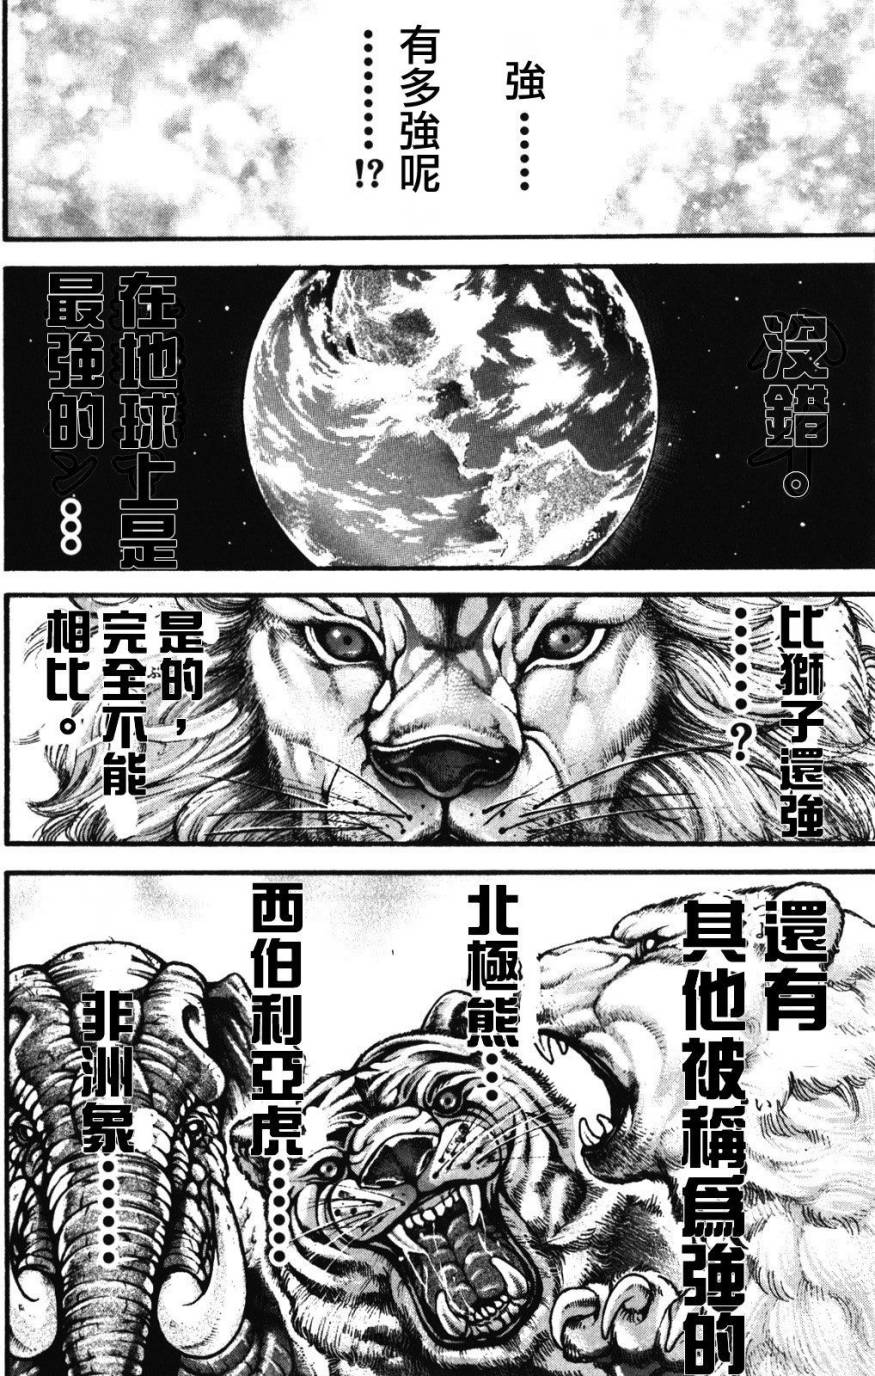 強⋯⋯
有多強呢
⋯⋯⋯!?
沒錯。
在地球上是
最強的⋯
比獅子還強
⋯⋯⋯?
是的，
完全不能
相比。
還有
其他被稱為強的
北極熊⋯
西伯利亞虎⋯⋯⋯
非洲象⋯⋯⋯